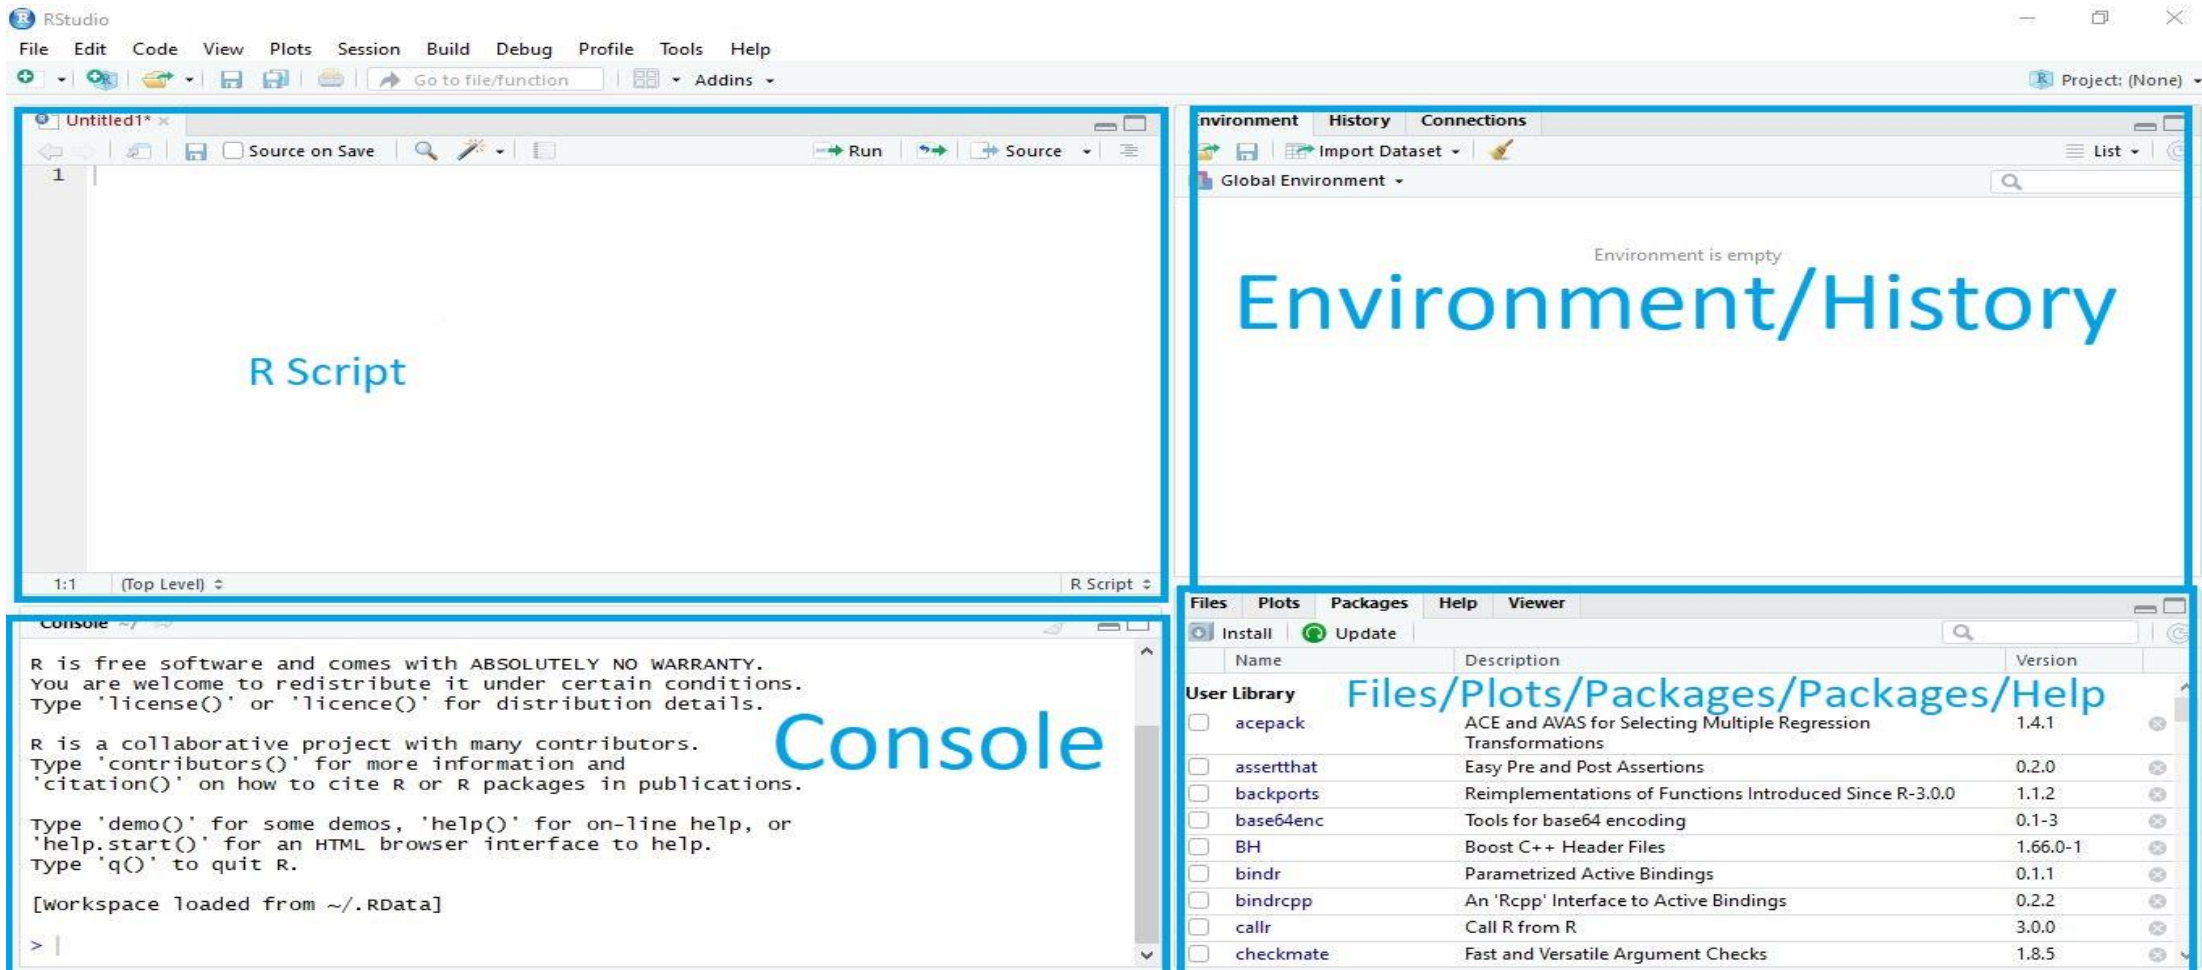 RStudio
File Edit Code View Plots Session Build Debug Profile Tools Help
Go to file/function Addins Project: (None)
Untitled1*
Source on Save Run Source
1
R Script
1:1 (Top Level) R Script
Environment History Connections
Import Dataset List
Global Environment
Environment is empty
Environment/History
Console ~/
R is free software and comes with ABSOLUTELY NO WARRANTY.
You are welcome to redistribute it under certain conditions.
Type 'license()' or 'licence()' for distribution details.
R is a collaborative project with many contributors.
Type 'contributors()' for more information and
'citation()' on how to cite R or R packages in publications.
Type 'demo()' for some demos, 'help()' for on-line help, or
'help.start()' for an HTML browser interface to help.
Type 'q()' to quit R.
[Workspace loaded from ~/.RData]
>
Console
Files Plots Packages Help Viewer
Install Update
Name Description Version
User Library
Files/Plots/Packages/Packages/Help
acepack ACE and AVAS for Selecting Multiple Regression 1.4.1
Transformations
assertthat Easy Pre and Post Assertions 0.2.0
backports Reimplementations of Functions Introduced Since R-3.0.0 1.1.2
base64enc Tools for base64 encoding 0.1-3
BH Boost C++ Header Files 1.66.0-1
bindr Parametrized Active Bindings 0.1.1
bindrcpp An 'Rcpp' Interface to Active Bindings 0.2.2
callr Call R from R 3.0.0
checkmate Fast and Versatile Argument Checks 1.8.5